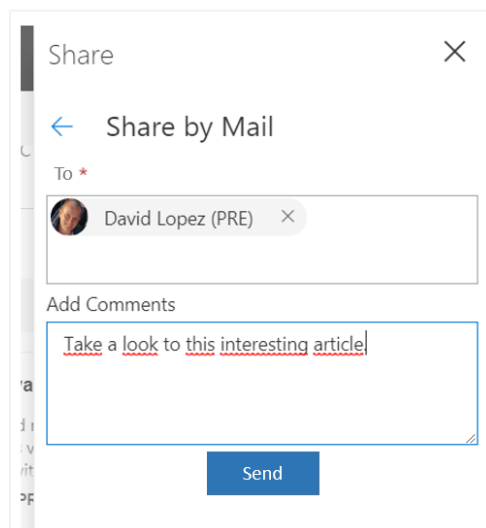 Share
Share by Mail
To *
David Lopez (PRE)
Add Comments
Take a look to this interesting article.
Send